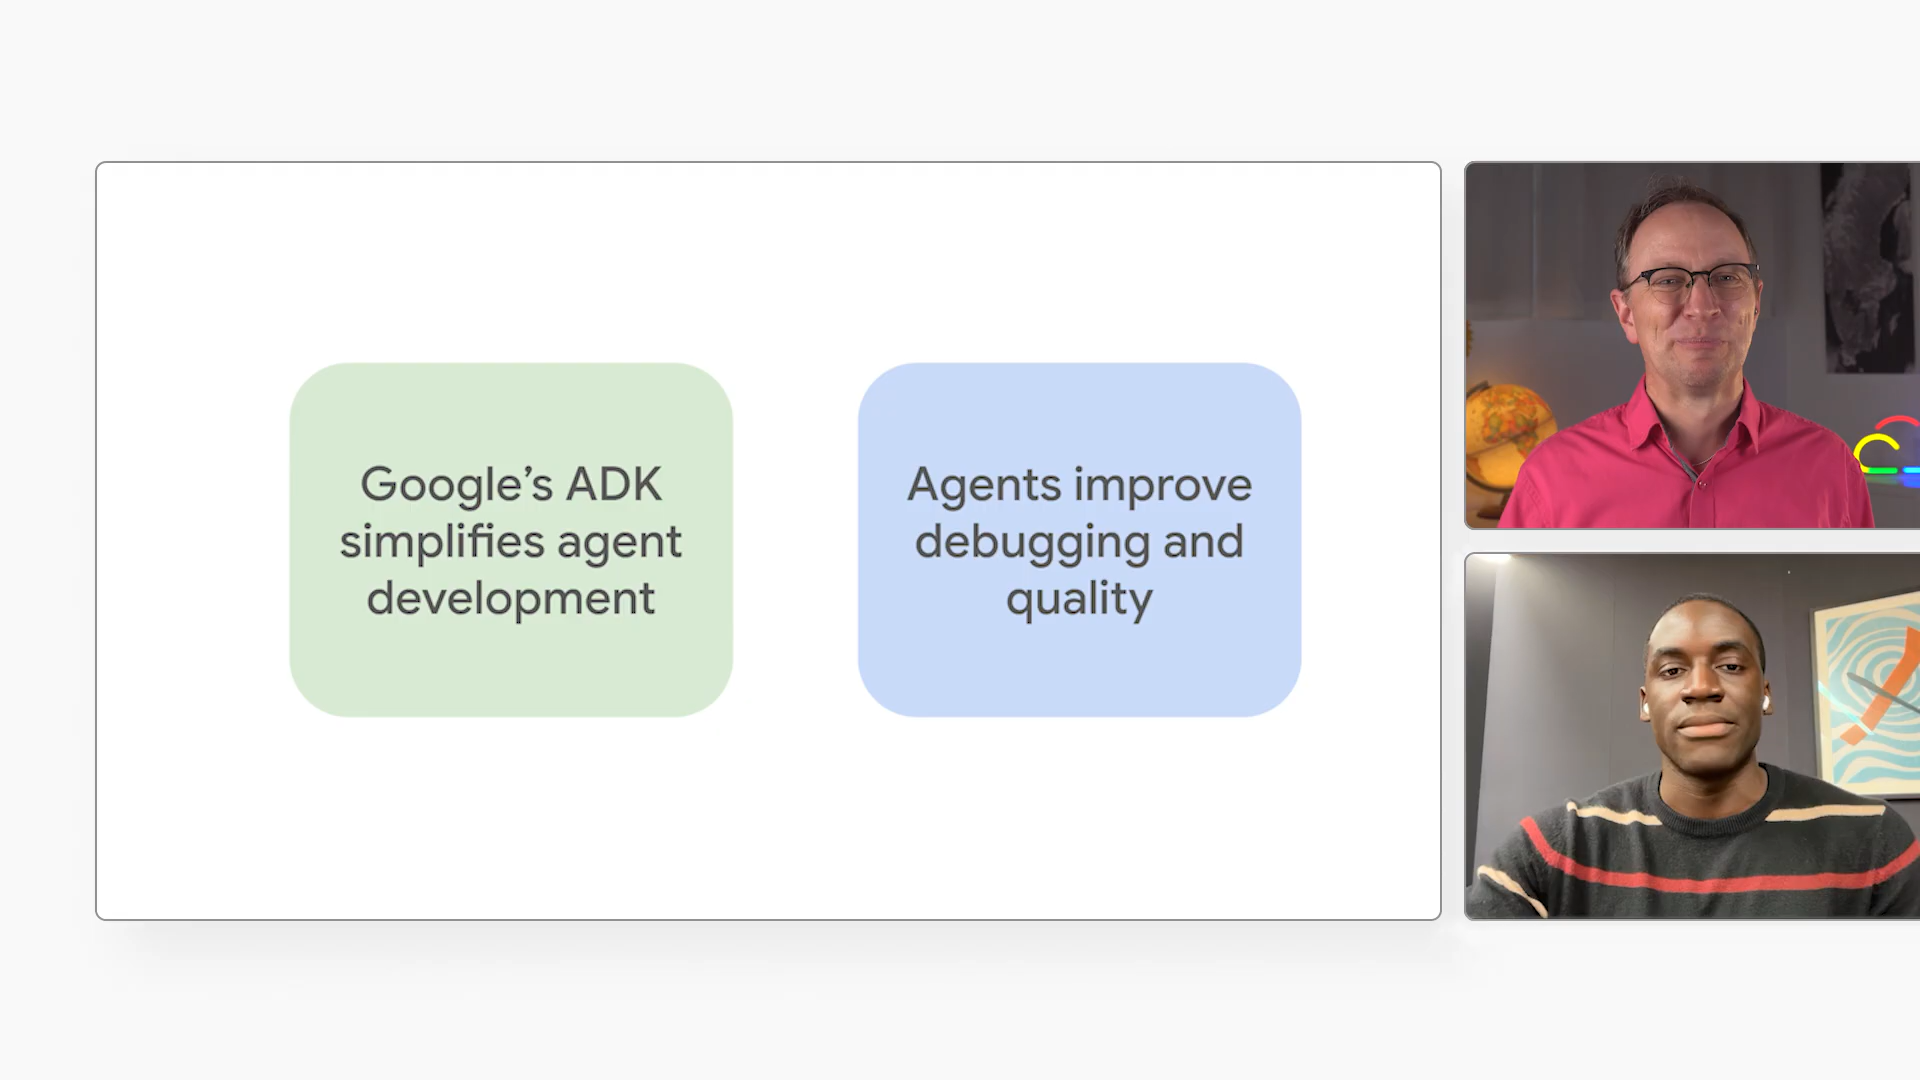 Google’s ADK
simplifies agent
development
Agents improve
debugging and
quality